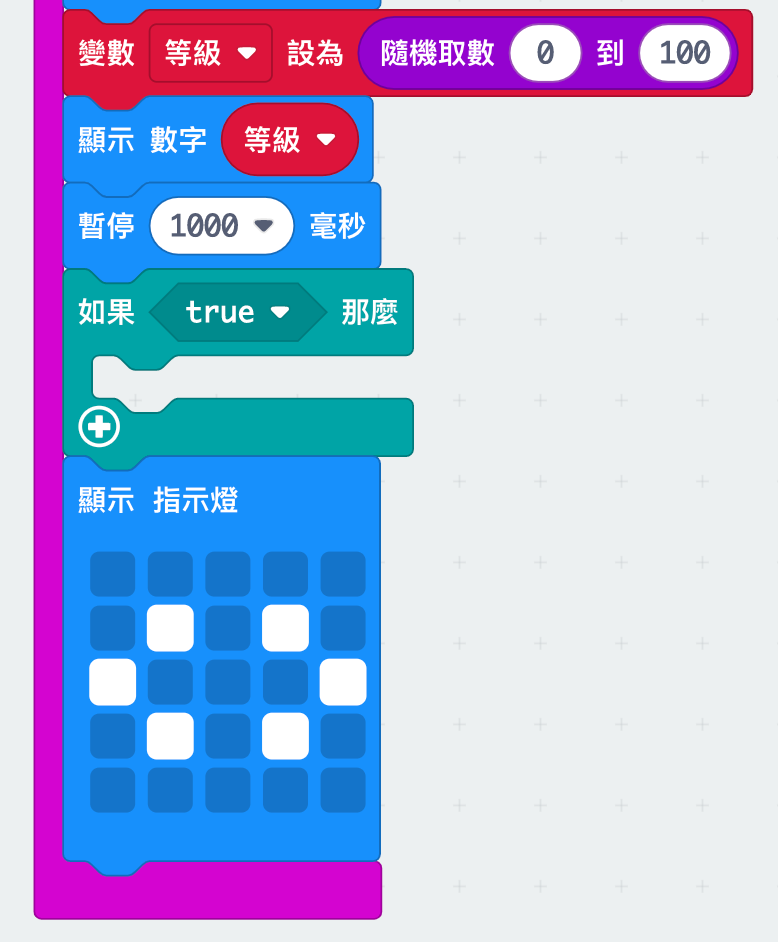 變數 等級 設為 隨機取數 0 到 100
顯示 數字 等級
暫停 1000 毫秒
如果 true 那麼
顯示 指示燈